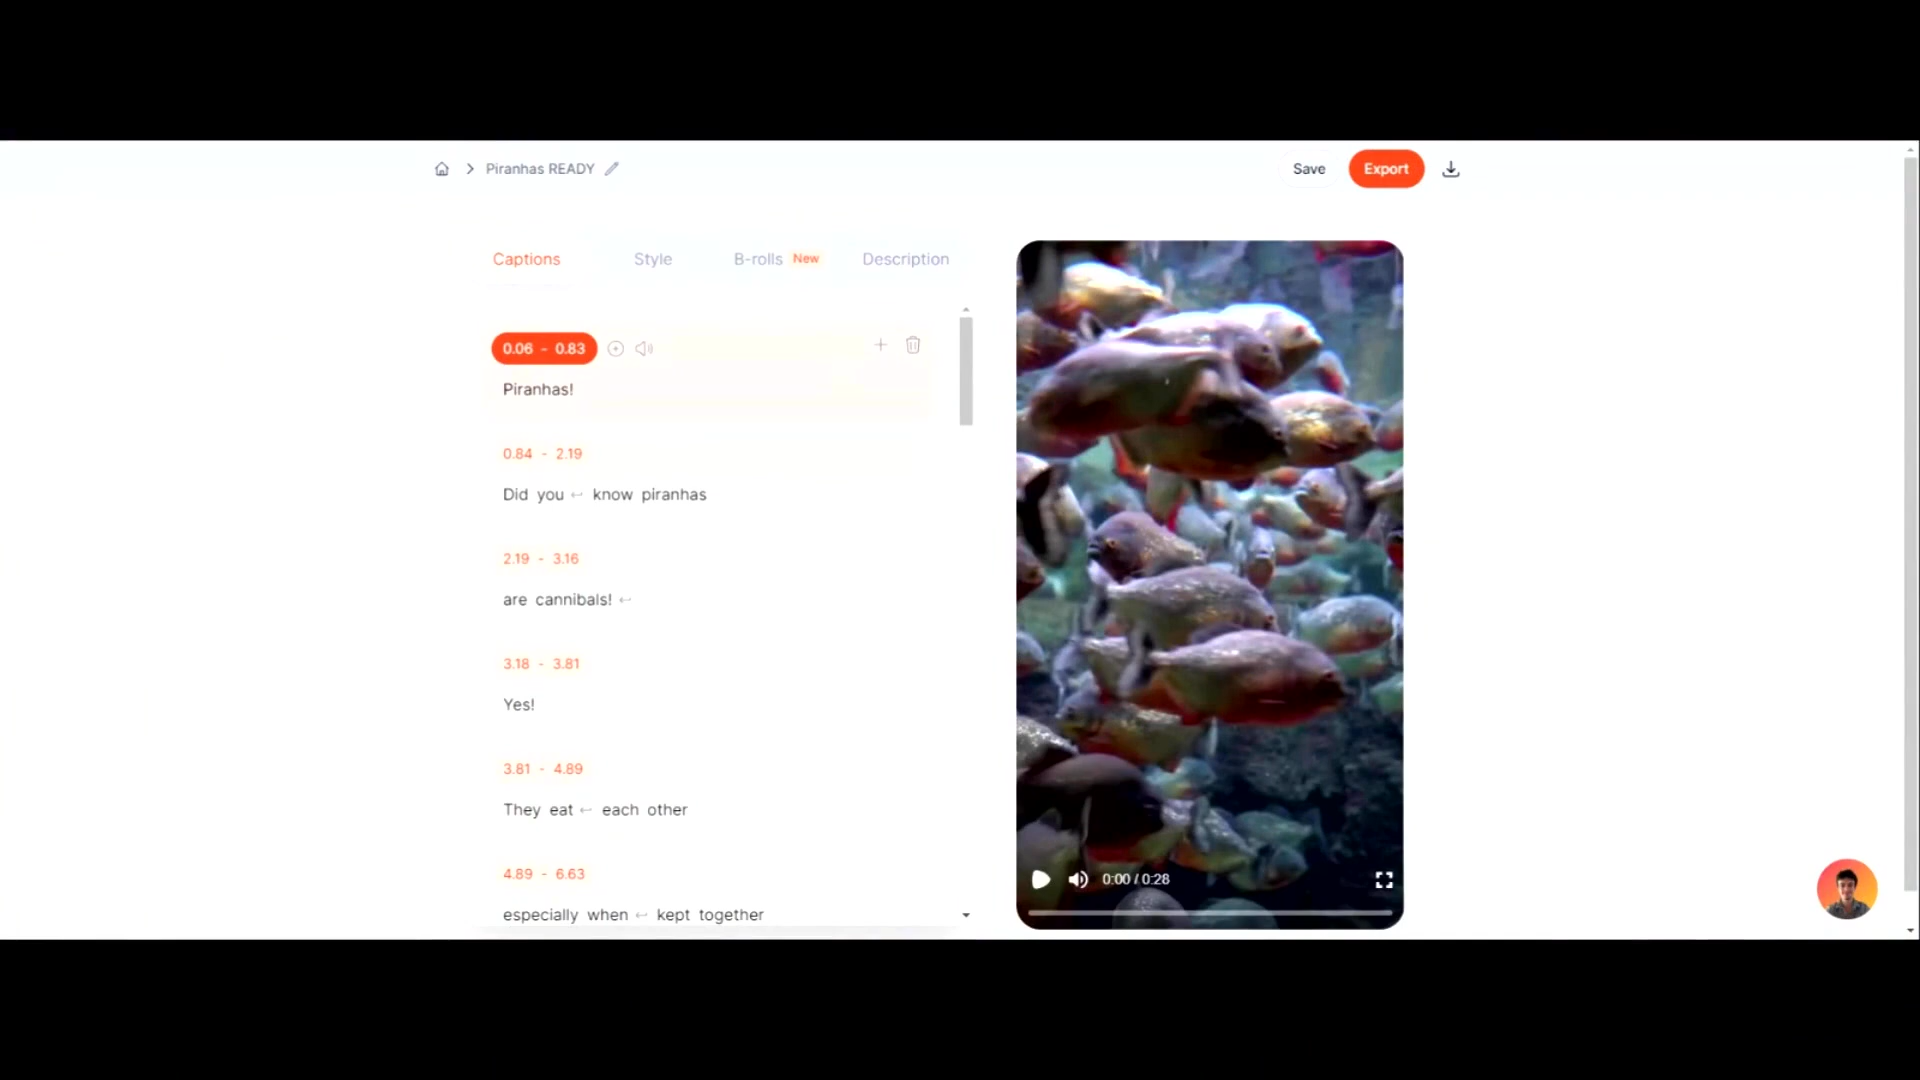 Piranhas READY
Save
Export
Captions
Style
B-rolls New
Description
0.06 - 0.83
Piranhas!
0.84 - 2.19
Did you ↩ know piranhas
2.19 - 3.16
are cannibals! ↩
3.18 - 3.81
Yes!
3.81 - 4.89
They eat ↩ each other
4.89 - 6.63
especially when ↩ kept together
0:00 / 0:28